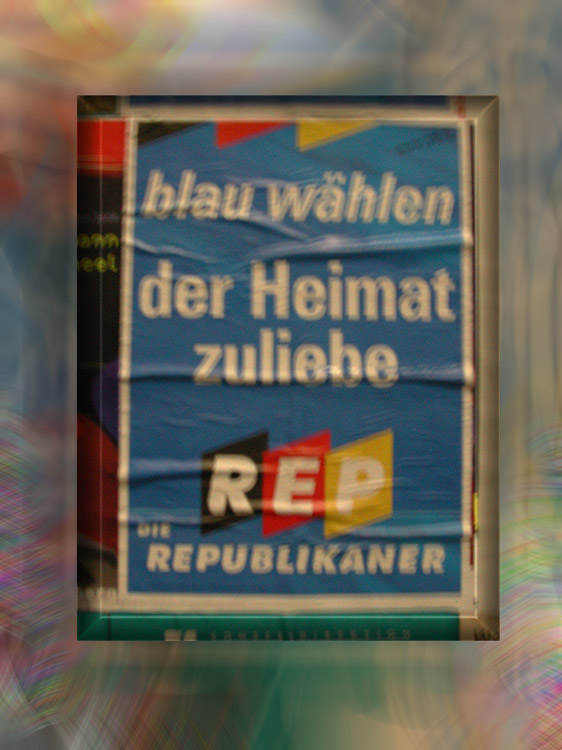 blau wählen
der Heimat
zuliebe
REP
DIE
REPUBLIKANER